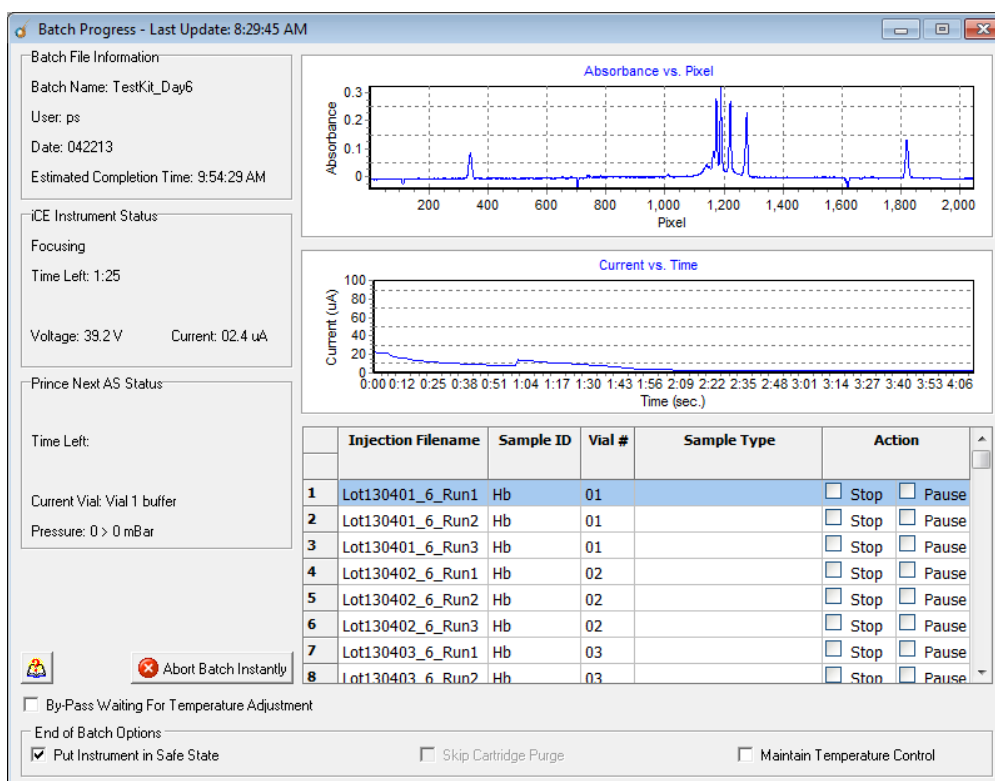 Batch Progress - Last Update: 8:29:45 AM
Batch File Information
Batch Name: TestKit_Day6
User: ps
Date: 042213
Estimated Completion Time: 9:54:29 AM
iCE Instrument Status
Focusing
Time Left: 1:25
Voltage: 39.2 V Current: 02.4 uA
Prince Next AS Status
Time Left:
Current Vial: Vial 1 buffer
Pressure: 0 > 0 mBar
Absorbance vs. Pixel
Absorbance
0.3
0.2
0.1
0
200 400 600 800 1,000 1,200 1,400 1,600 1,800 2,000
Pixel
Current vs. Time
Current (uA)
100
80
60
40
20
0
0:00 0:12 0:25 0:38 0:51 1:04 1:17 1:30 1:43 1:56 2:09 2:22 2:35 2:48 3:01 3:14 3:27 3:40 3:53 4:06
Time (sec.)
Injection Filename Sample ID Vial # Sample Type Action
1 Lot130401_6_Run1 Hb 01 Stop Pause
2 Lot130401_6_Run2 Hb 01 Stop Pause
3 Lot130401_6_Run3 Hb 01 Stop Pause
4 Lot130402_6_Run1 Hb 02 Stop Pause
5 Lot130402_6_Run2 Hb 02 Stop Pause
6 Lot130402_6_Run3 Hb 02 Stop Pause
7 Lot130403_6_Run1 Hb 03 Stop Pause
8 Lot130403_6_Run2 Hb 03 Stop Pause
Abort Batch Instantly
By-Pass Waiting For Temperature Adjustment
End of Batch Options
Put Instrument in Safe State Skip Cartridge Purge Maintain Temperature Control